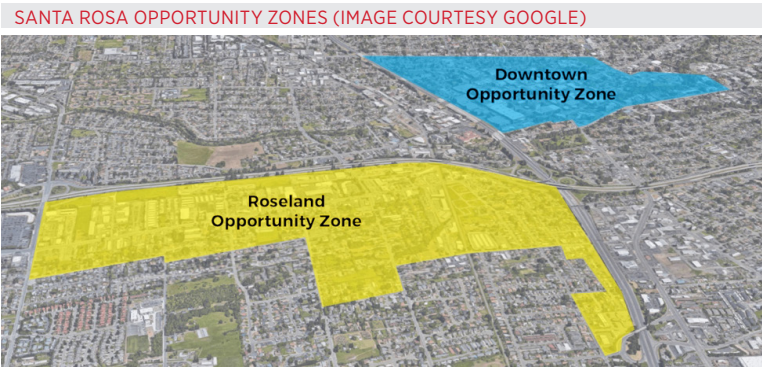 SANTA ROSA OPPORTUNITY ZONES (IMAGE COURTESY GOOGLE)
Downtown
Opportunity Zone
Roseland
Opportunity Zone